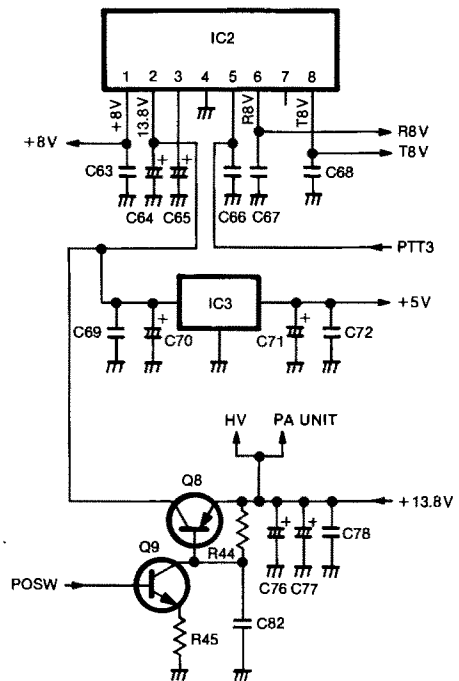 IC2
1 2 3 4 5 6 7 8
+8V 13.8V R8V T8V
+8V
R8V
T8V
C63 C64 + C65 + C66 C67 C68
PTT3
IC3
+5V
C69 C70 + C71 + C72
HV PA UNIT
Q8
+13.8V
R44 C76 + C77 + C78
Q9
POSW
R45 C82